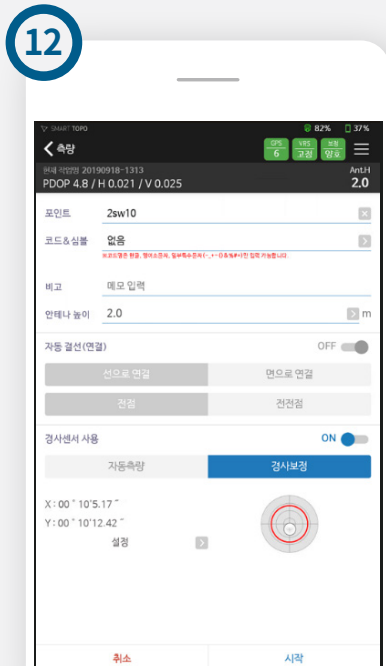 12
SMART TOPO
82% 37%
측량
GPS 6 VRS 고정 보정 양호
현재 작업명 20190918-1313 Ant.H
PDOP 4.8 / H 0.021 / V 0.025 2.0
포인트 2sw10
코드&심볼 없음
비고 메모 입력
안테나 높이 2.0 m
자동 결선(연결) OFF
선으로 연결 면으로 연결
전점 전전점
경사센서 사용 ON
자동측량 경사보정
X : 00 ˚ 10'5.17 ˝
Y : 00 ˚ 10'12.42 ˝
설정
취소 시작